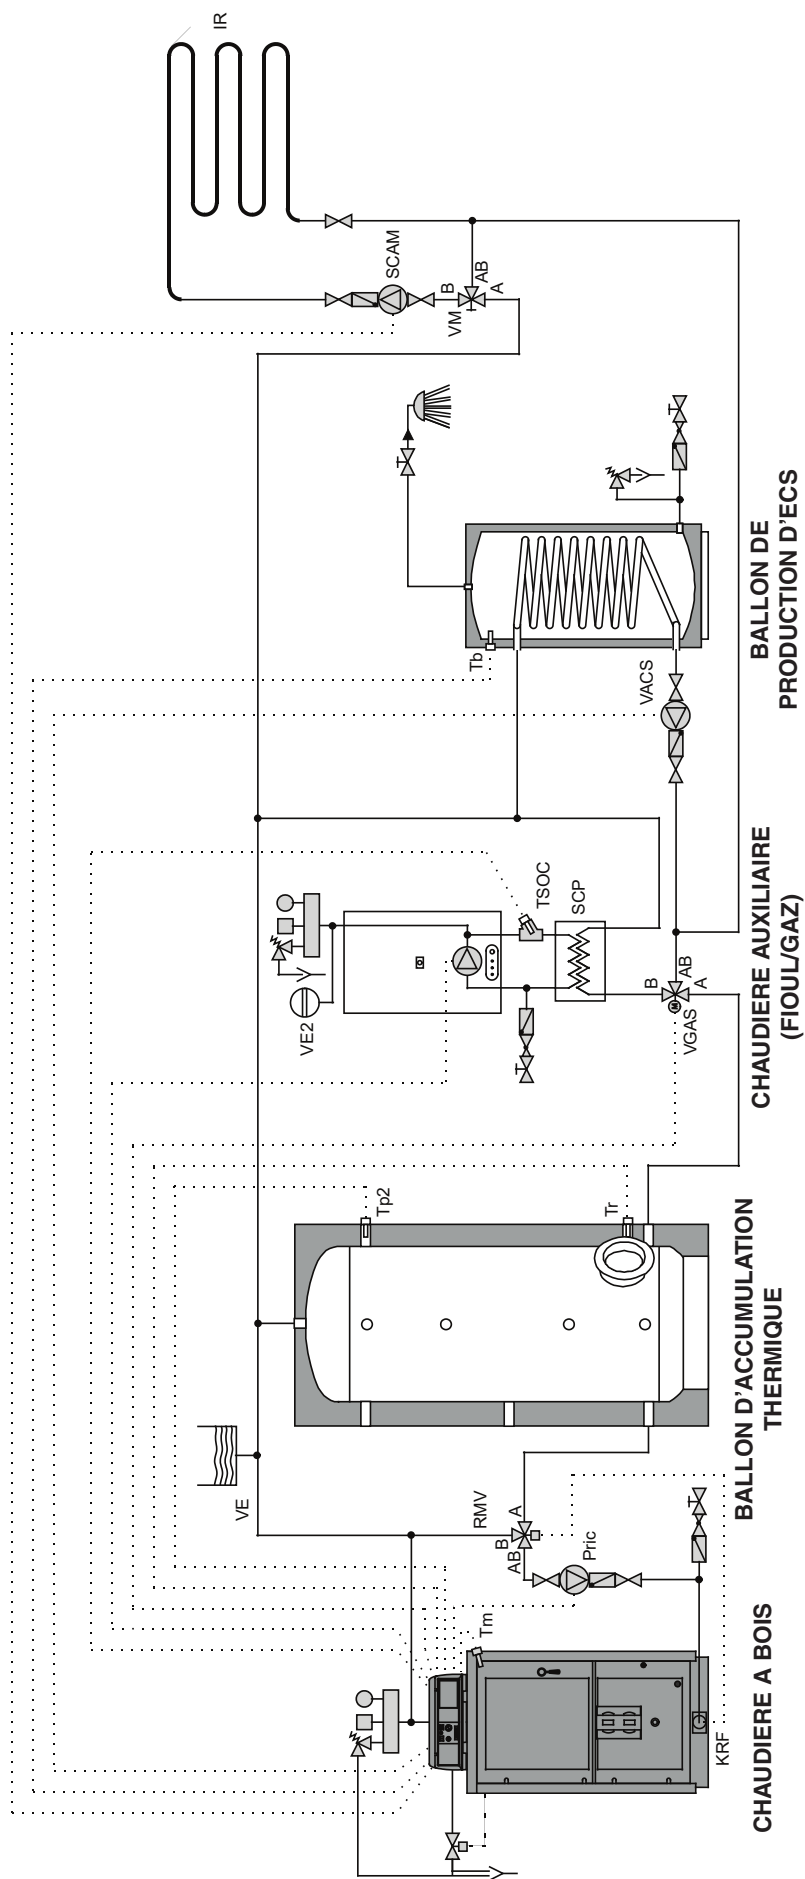 IR
SCAM
B
AB
A
VM
BALLON DE
PRODUCTION D'ECS
Tb
VACS
TSOC
SCP
VE2
B
AB
A
VGAS
M
CHAUDIERE AUXILIAIRE
(FIOUL/GAZ)
Tp2
Tr
BALLON D'ACCUMULATION
THERMIQUE
VE
RMV
B
A
AB
Pric
Tm
KRF
CHAUDIERE A BOIS